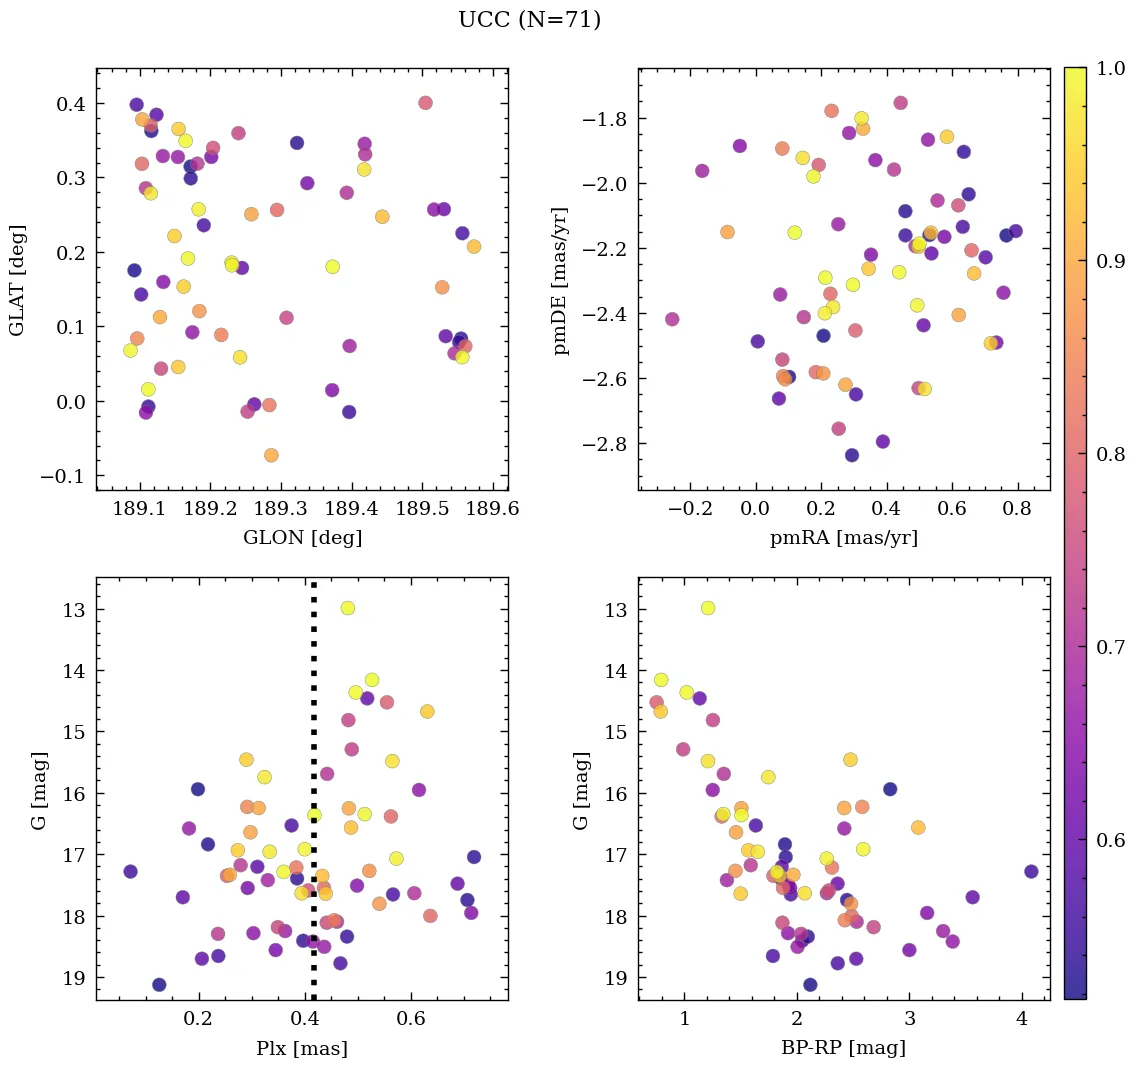 UCC (N=71)
0.4
0.3
0.2
0.1
0.0
−0.1
GLAT [deg]
189.1 189.2 189.3 189.4 189.5 189.6
GLON [deg]
−1.8
−2.0
−2.2
−2.4
−2.6
−2.8
pmDE [mas/yr]
−0.2 0.0 0.2 0.4 0.6 0.8
pmRA [mas/yr]
13
14
15
16
17
18
19
G [mag]
0.2 0.4 0.6
Plx [mas]
13
14
15
16
17
18
19
G [mag]
1 2 3 4
BP-RP [mag]
1.0
0.9
0.8
0.7
0.6